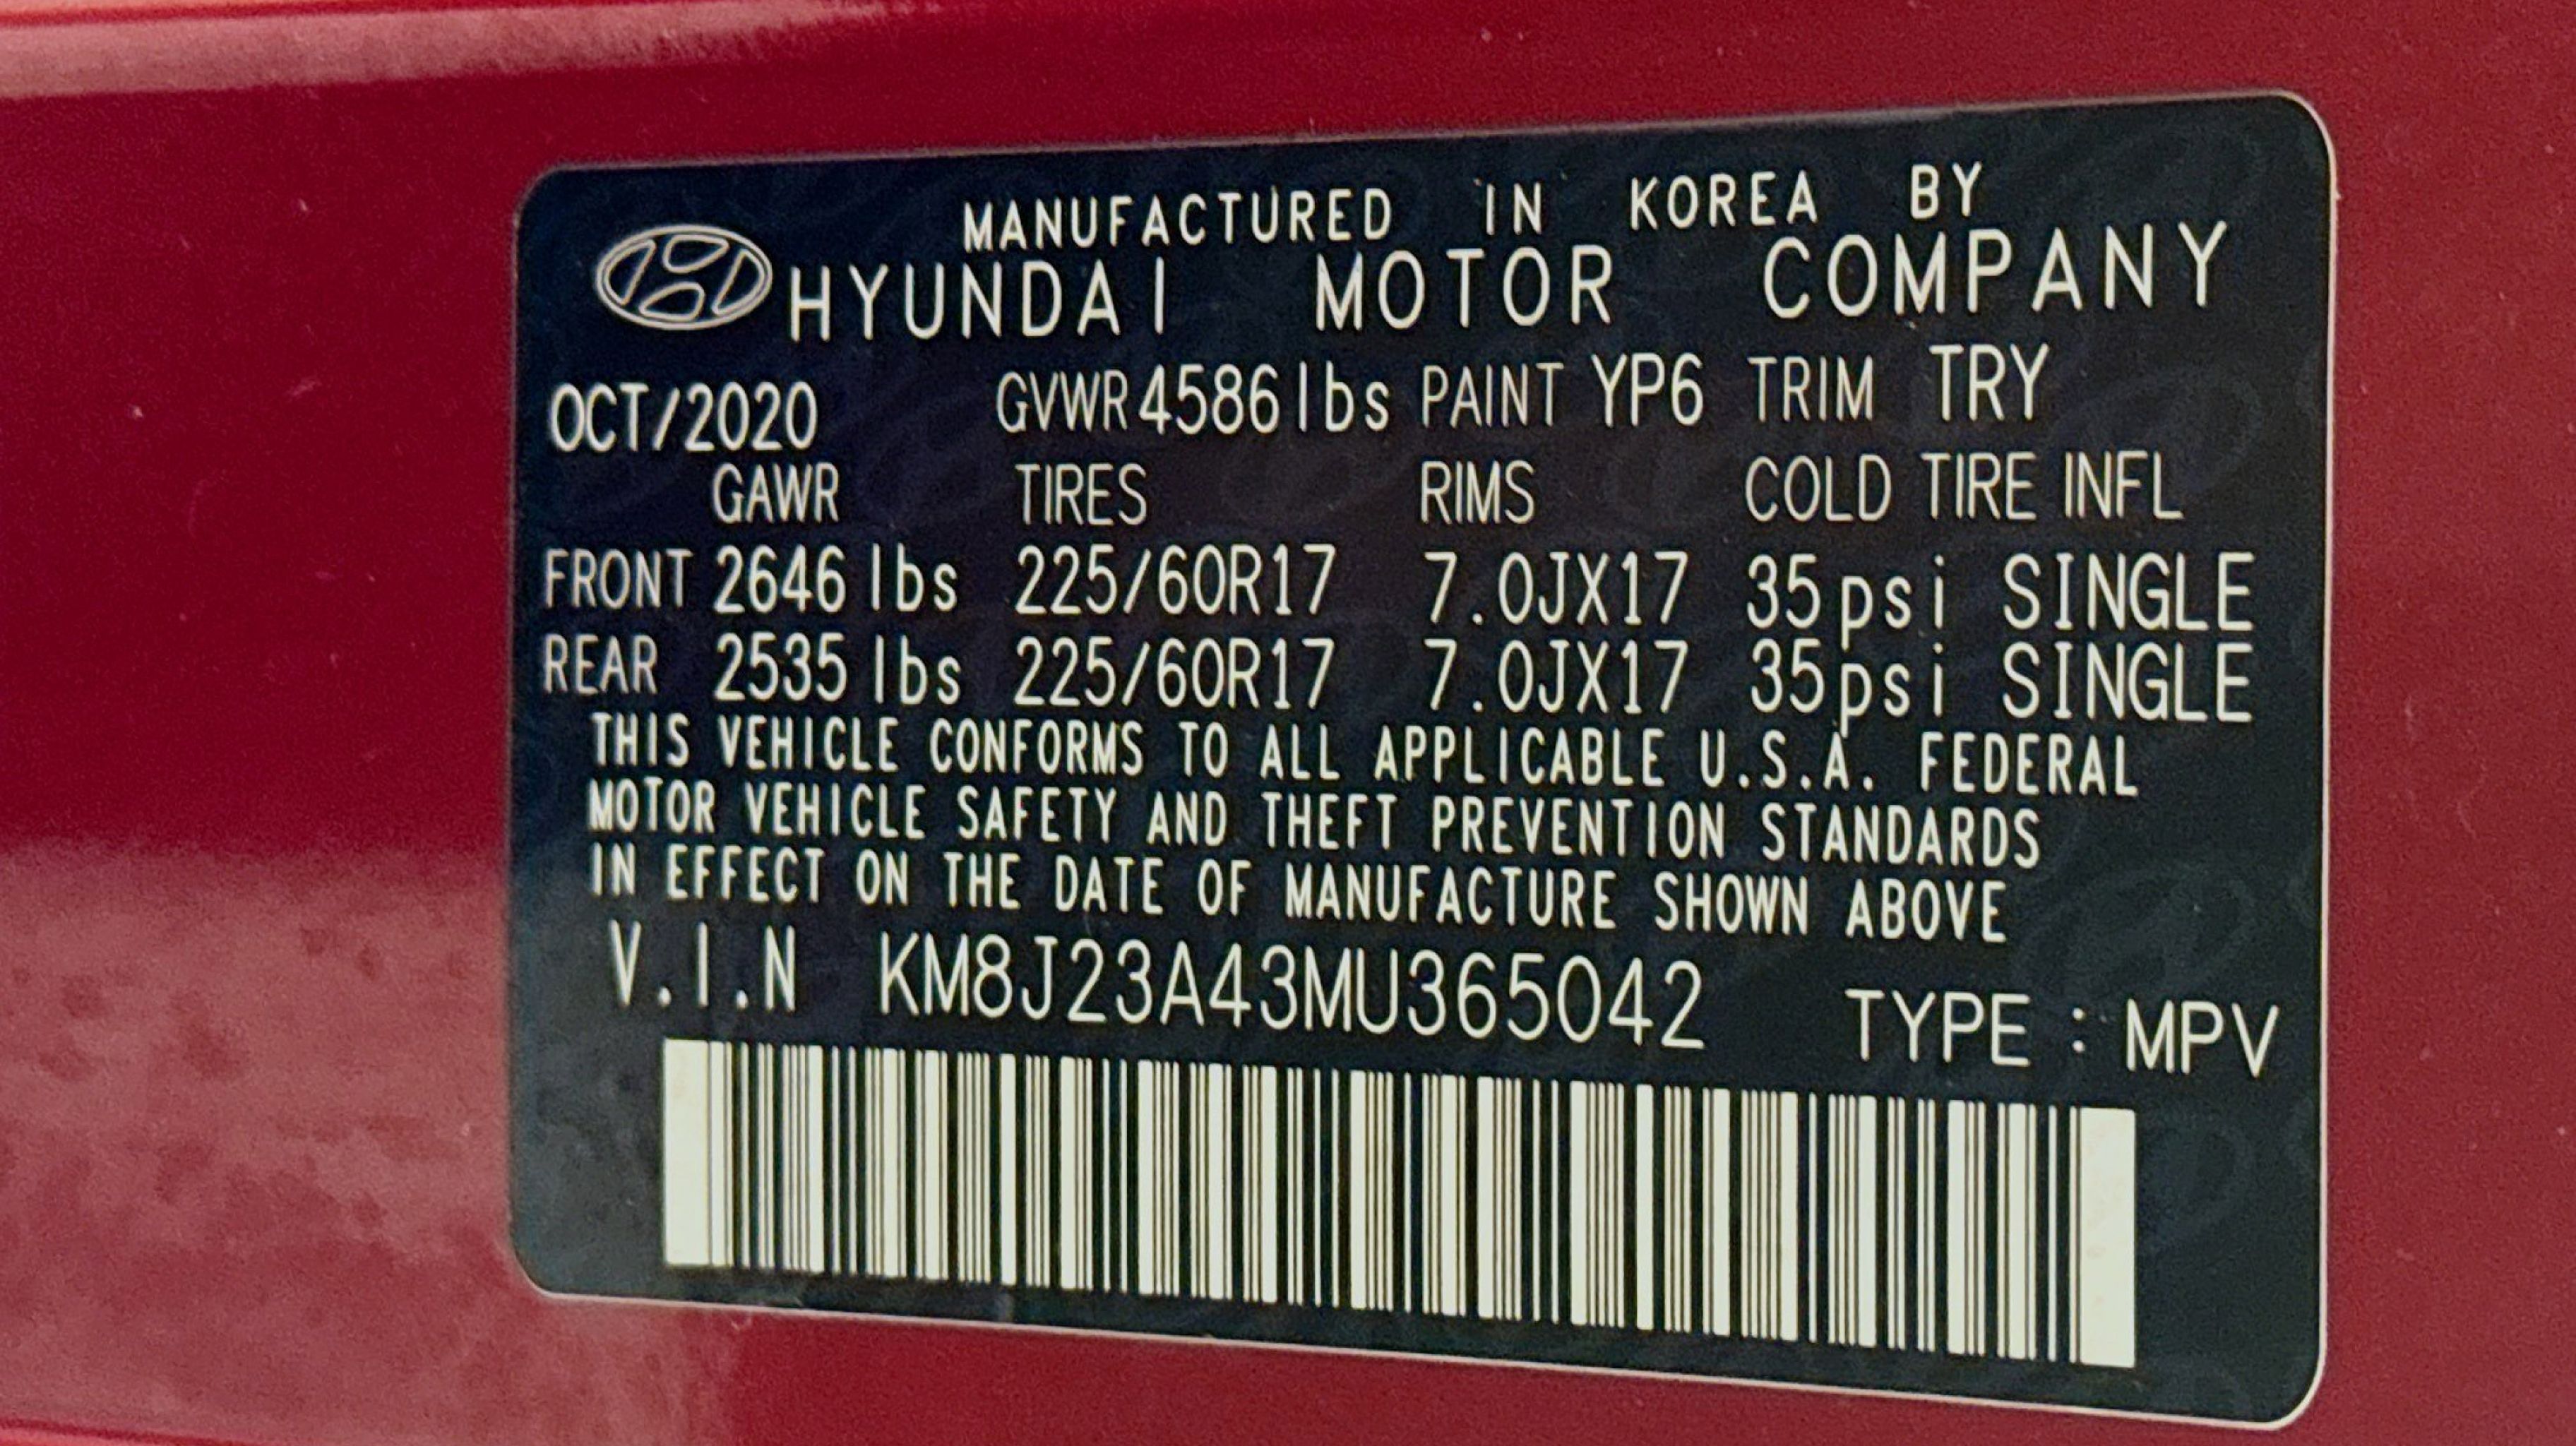 MANUFACTURED IN KOREA BY
HYUNDAI MOTOR COMPANY
OCT/2020 GVWR 4586 lbs PAINT YP6 TRIM TRY
GAWR TIRES RIMS COLD TIRE INFL
FRONT 2646 lbs 225/60R17 7.0JX17 35psi SINGLE
REAR 2535 lbs 225/60R17 7.0JX17 35psi SINGLE
THIS VEHICLE CONFORMS TO ALL APPLICABLE U.S.A. FEDERAL
MOTOR VEHICLE SAFETY AND THEFT PREVENTION STANDARDS
IN EFFECT ON THE DATE OF MANUFACTURE SHOWN ABOVE
V.I.N KM8J23A43MU365042 TYPE : MPV